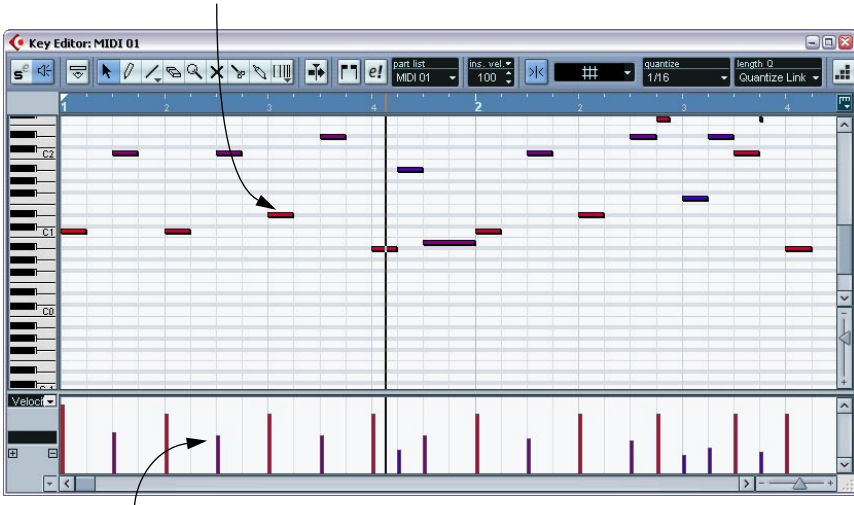 Key Editor: MIDI 01
part list
MIDI 01
ins. vel.
100
quantize
1/16
length Q
Quantize Link
1 2 3 4 2 2 3 4
C2
C1
C0
Veloci